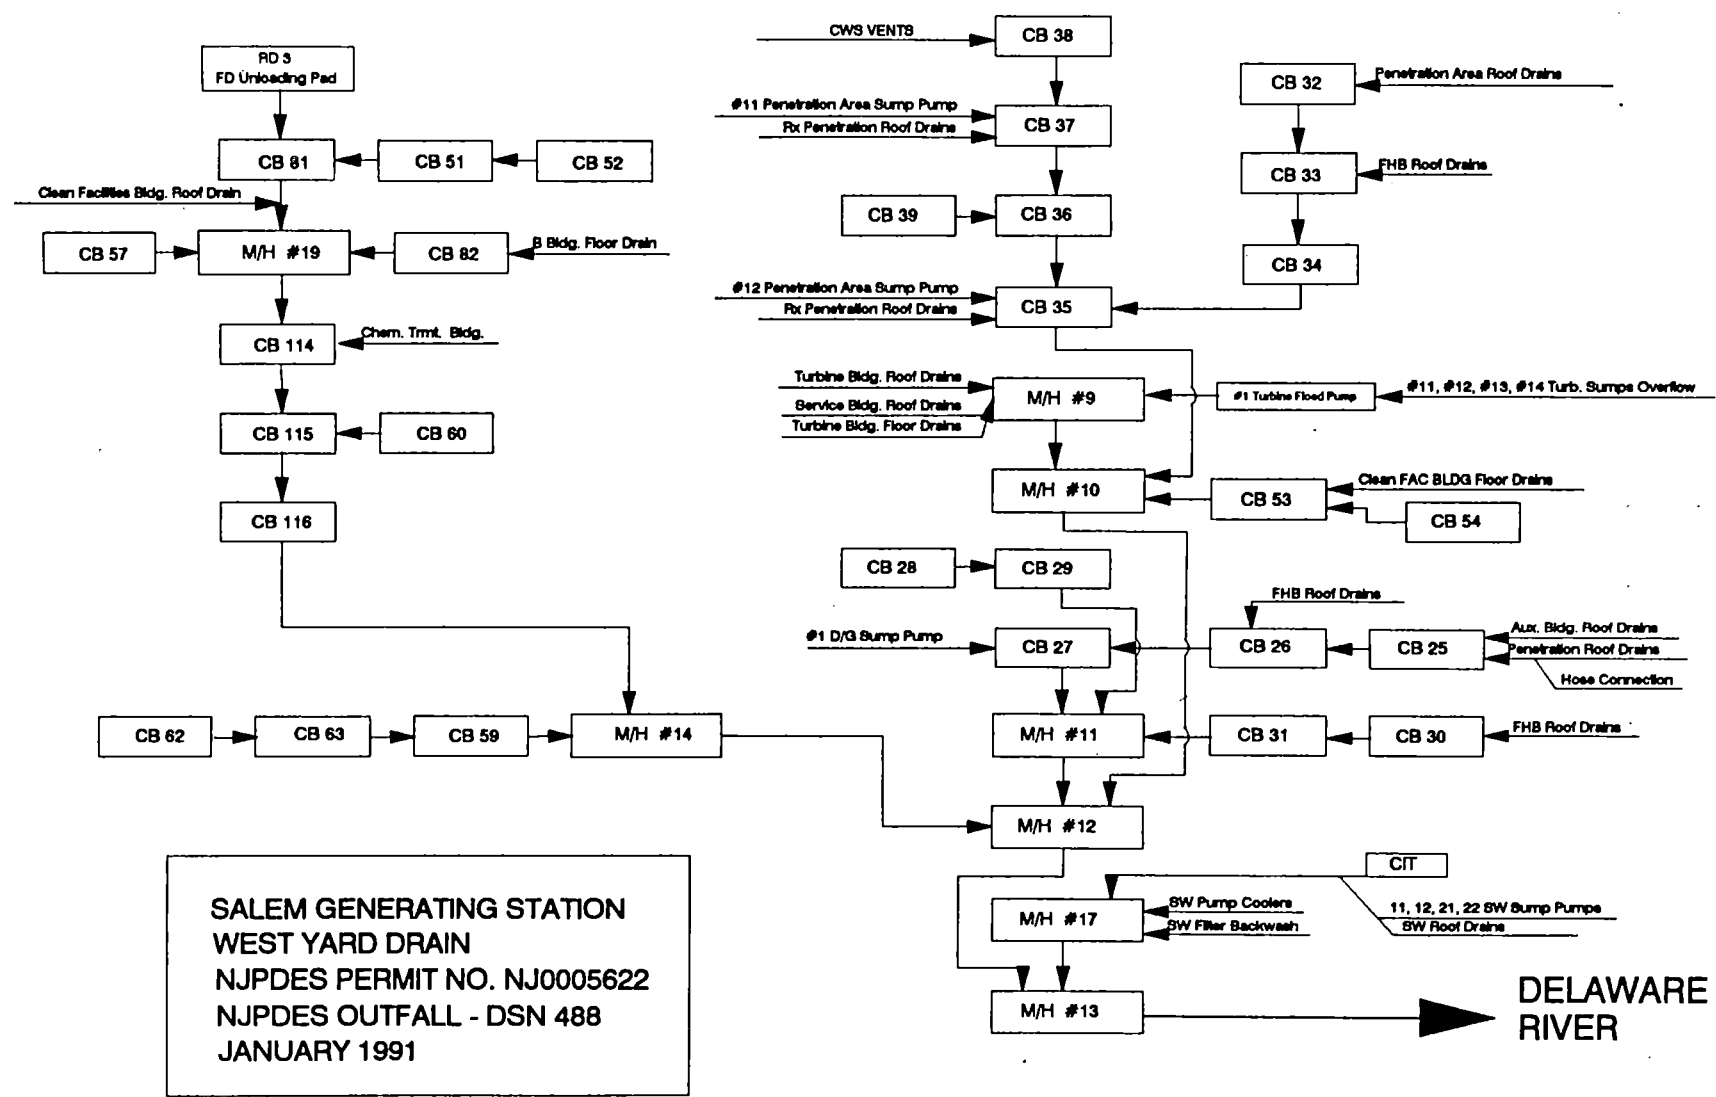 CWS VENTS
CB 38
RD 3
FD Unloading Pad
CB 32
Penetration Area Roof Drains
#11 Penetration Area Sump Pump
Rx Penetration Roof Drains
CB 37
CB 81
CB 51
CB 52
CB 33
FHB Roof Drains
Clean Facilities Bldg. Roof Drain
CB 39
CB 36
CB 57
M/H #19
CB 82
B Bldg. Floor Drain
CB 34
#12 Penetration Area Sump Pump
Rx Penetration Roof Drains
CB 35
CB 114
Chem. Trmt. Bldg.
Turbine Bldg. Roof Drains
Service Bldg. Roof Drains
Turbine Bldg. Floor Drains
M/H #9
#1 Turbine Flood Pump
#11, #12, #13, #14 Turb. Sumps Overflow
CB 115
CB 60
M/H #10
CB 53
Clean FAC BLDG Floor Drains
CB 54
CB 116
CB 28
CB 29
FHB Roof Drains
#1 D/G Sump Pump
CB 27
CB 26
CB 25
Aux. Bldg. Roof Drains
Penetration Roof Drains
Hose Connection
CB 62
CB 63
CB 59
M/H #14
M/H #11
CB 31
CB 30
FHB Roof Drains
M/H #12
CIT
M/H #17
SW Pump Coolers
SW Filter Backwash
11, 12, 21, 22 SW Sump Pumps
SW Roof Drains
M/H #13
DELAWARE
RIVER
SALEM GENERATING STATION
WEST YARD DRAIN
NJPDES PERMIT NO. NJ0005622
NJPDES OUTFALL - DSN 488
JANUARY 1991